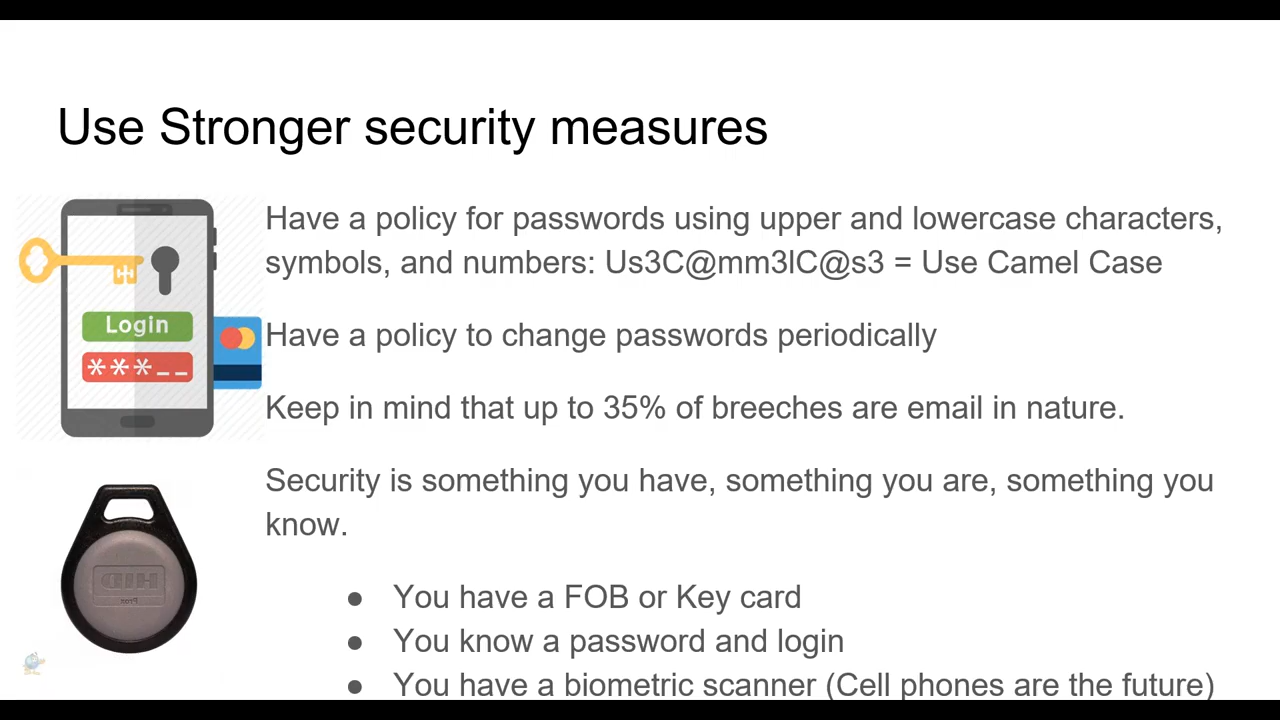 Use Stronger security measures
Have a policy for passwords using upper and lowercase characters,
symbols, and numbers: Us3C@mm3lC@s3 = Use Camel Case
Login
***_ _
Have a policy to change passwords periodically
Keep in mind that up to 35% of breeches are email in nature.
Security is something you have, something you are, something you
know.
HID
Prox
● You have a FOB or Key card
● You know a password and login
● You have a biometric scanner (Cell phones are the future)